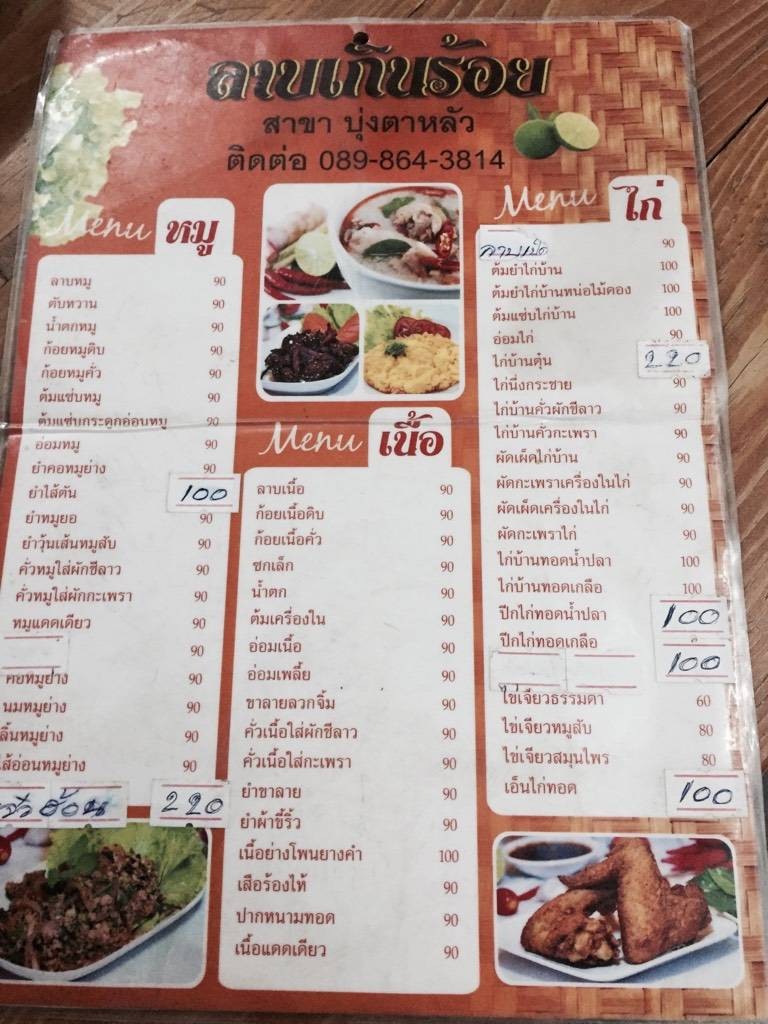 ลาบเก้บร้อย
สาขา บุ่งตาหลัว
ติดต่อ 089-864-3814
Menu หมู
ลาบหมู 90
ตับหวาน 90
น้ำตกหมู 90
ก้อยหมูดิบ 90
ก้อยหมูคั่ว 90
ต้มแซ่บหมู 90
ต้มแซ่บกระดูกอ่อนหมู 90
อ่อมหมู 90
ยำคอหมูย่าง 90
ยำไส้ตัน 100
ยำหมูยอ 90
ยำวุ้นเส้นหมูสับ 90
คั่วหมูใส่ผักชีลาว 90
คั่วหมูใส่ผักกะเพรา 90
หมูแดดเดียว 90
90
คอหมูย่าง 90
นมหมูย่าง 90
ลิ้นหมูย่าง 90
ไส้อ่อนหมูย่าง 90
ฮ้อน 220
Menu เนื้อ
ลาบเนื้อ 90
ก้อยเนื้อดิบ 90
ก้อยเนื้อคั่ว 90
ซกเล็ก 90
น้ำตก 90
ต้มเครื่องใน 90
อ่อมเนื้อ 90
อ่อมเพลี้ย 90
ขาลายลวกจิ้ม 90
คั่วเนื้อใส่ผักชีลาว 90
คั่วเนื้อใส่กะเพรา 90
ยำขาลาย 90
ยำผ้าขี้ริ้ว 90
เนื้อย่างโพนยางคำ 100
เสือร้องไห้ 90
ปากหนามทอด 90
เนื้อแดดเดียว 90
Menu ไก่
ลาบเป็ด 90
ต้มยำไก่บ้าน 100
ต้มยำไก่บ้านหน่อไม้ดอง 100
ต้มแซ่บไก่บ้าน 100
อ่อมไก่ 90
ไก่บ้านตุ๋น 220
ไก่นึ่งกระชาย 90
ไก่บ้านคั่วผักชีลาว 90
ไก่บ้านคั่วกะเพรา 90
ผัดเผ็ดไก่บ้าน 90
ผัดกะเพราเครื่องในไก่ 90
ผัดเผ็ดเครื่องในไก่ 90
ผัดกะเพราไก่ 90
ไก่บ้านทอดน้ำปลา 100
ไก่บ้านทอดเกลือ 100
ปีกไก่ทอดน้ำปลา 100
ปีกไก่ทอดเกลือ 100
ไข่เจียวธรรมดา 60
ไข่เจียวหมูสับ 80
ไข่เจียวสมุนไพร 80
เอ็นไก่ทอด 100